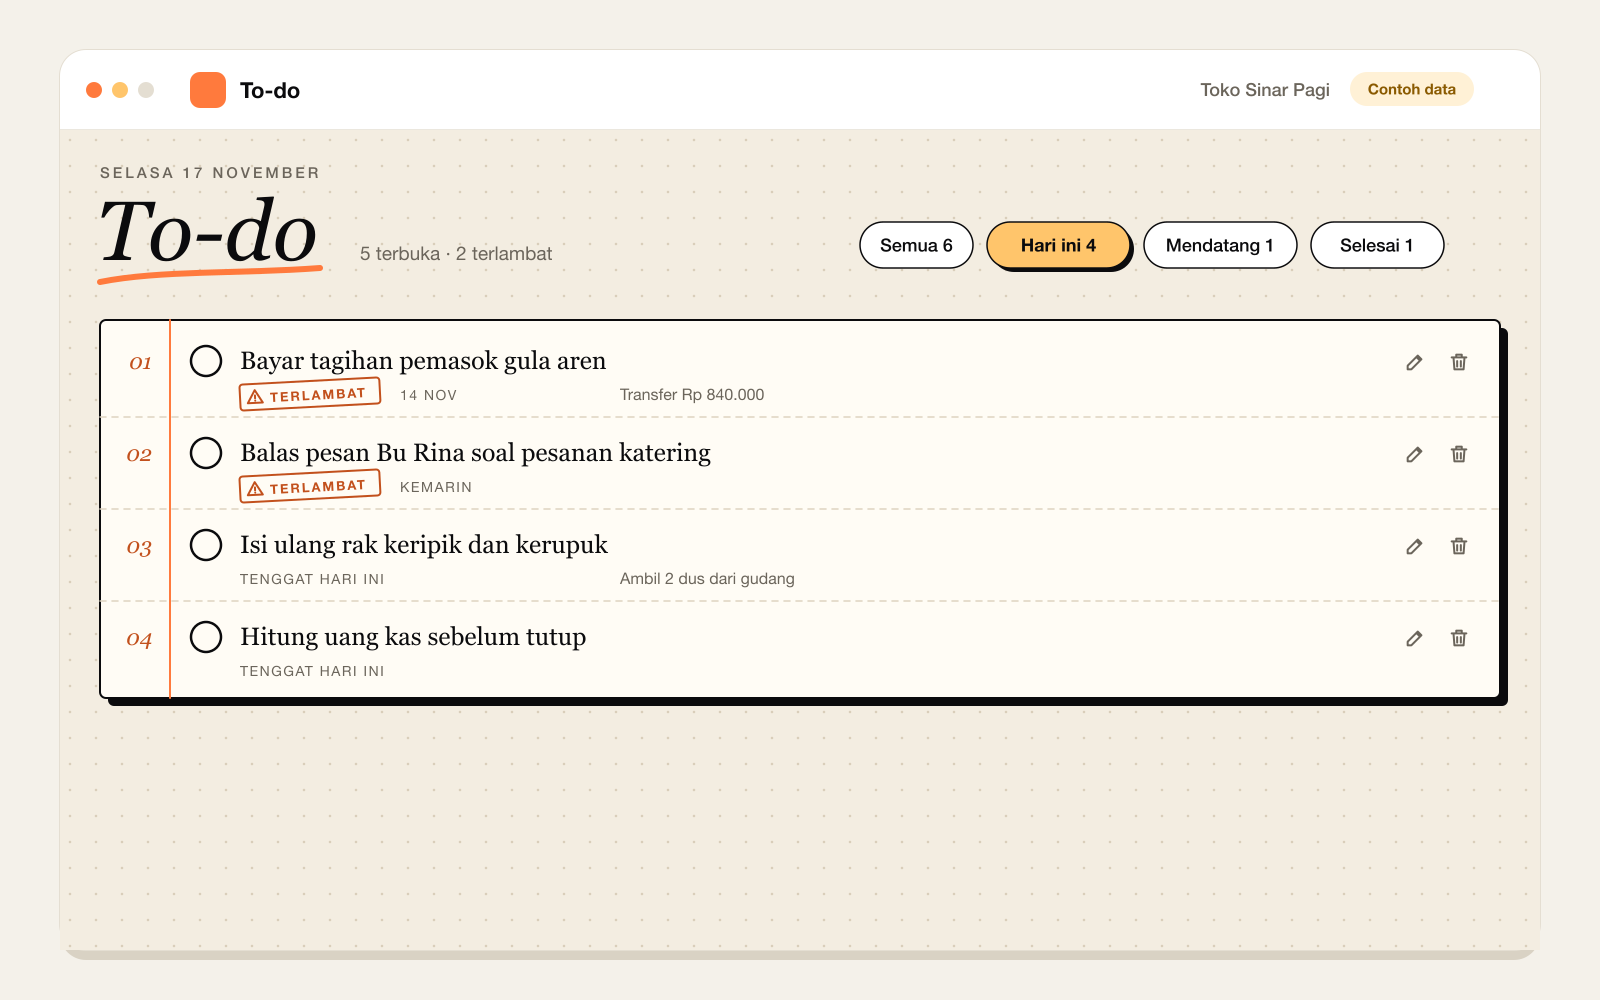 To-do
Toko Sinar Pagi
Contoh data
SELASA 17 NOVEMBER
To-do
5 terbuka · 2 terlambat
Semua 6
Hari ini 4
Mendatang 1
Selesai 1
01
Bayar tagihan pemasok gula aren
TERLAMBAT
14 NOV
Transfer Rp 840.000
02
Balas pesan Bu Rina soal pesanan katering
TERLAMBAT
KEMARIN
03
Isi ulang rak keripik dan kerupuk
TENGGAT HARI INI
Ambil 2 dus dari gudang
04
Hitung uang kas sebelum tutup
TENGGAT HARI INI